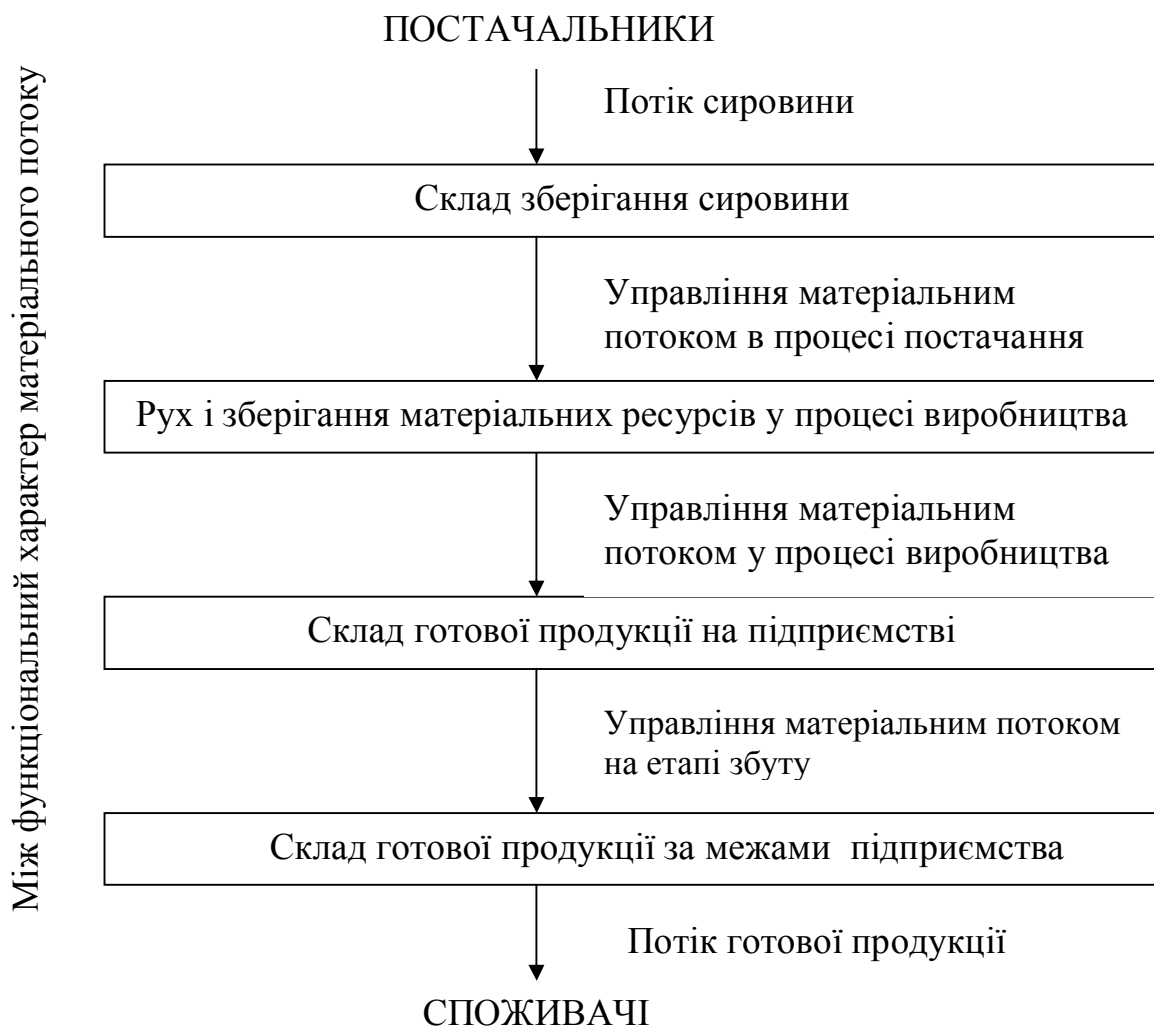 ПОСТАЧАЛЬНИКИ
Потік сировини
Склад зберігання сировини
Управління матеріальним
потоком в процесі постачання
Рух і зберігання матеріальних ресурсів у процесі виробництва
Управління матеріальним
потоком у процесі виробництва
Склад готової продукції на підприємстві
Управління матеріальним потоком
на етапі збуту
Склад готової продукції за межами підприємства
Потік готової продукції
СПОЖИВАЧІ
Між функціональний характер матеріального потоку